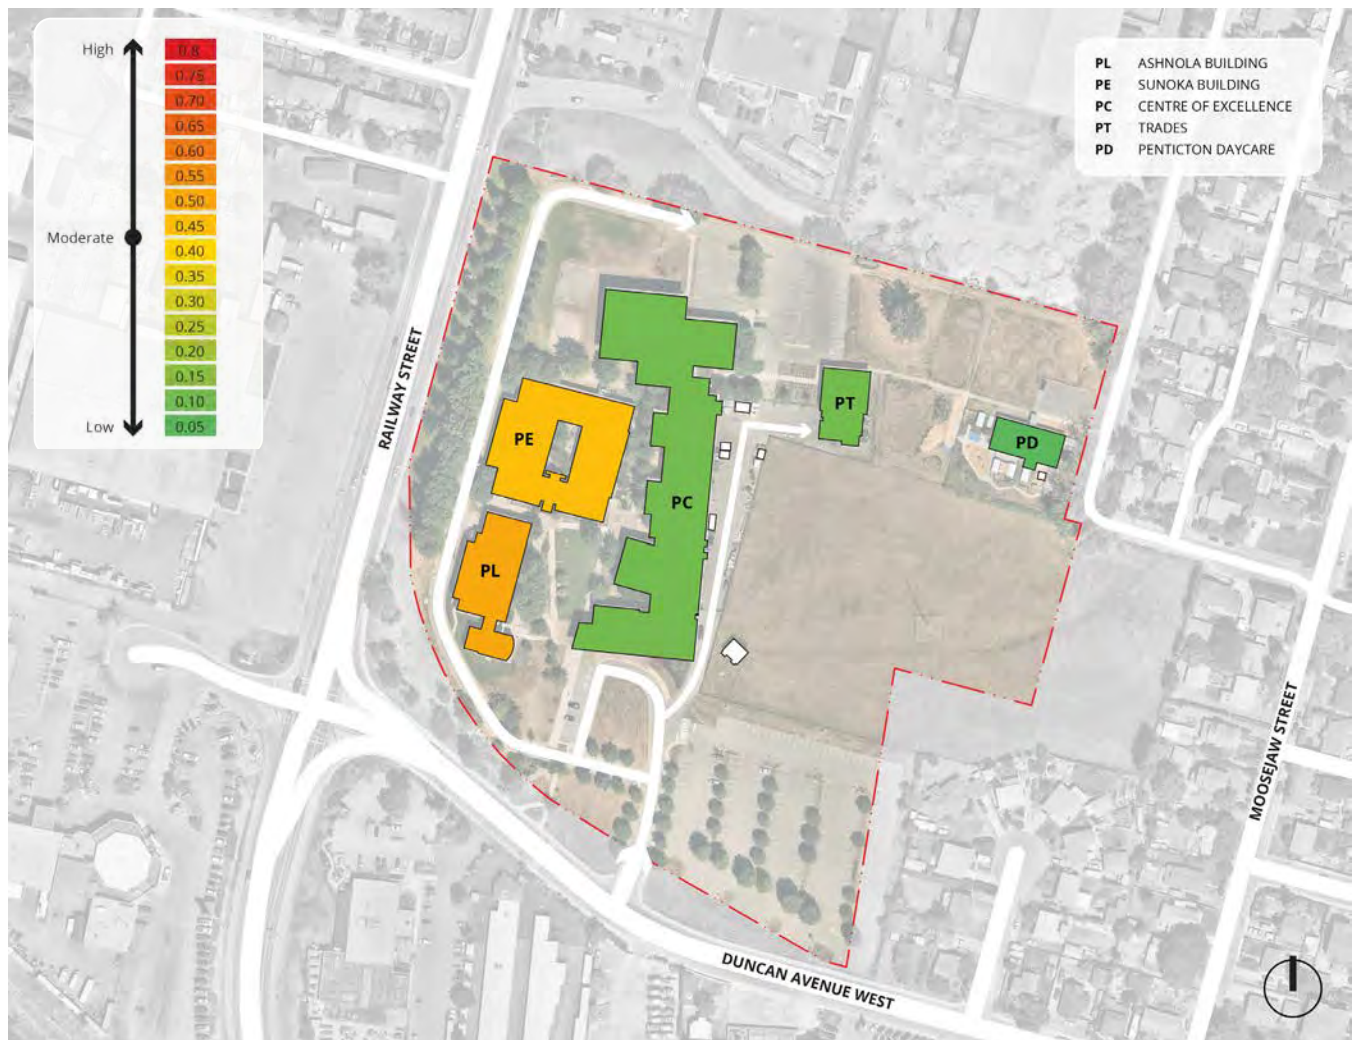 High
Moderate
Low
0.8
0.75
0.70
0.65
0.60
0.55
0.50
0.45
0.40
0.35
0.30
0.25
0.20
0.15
0.10
0.05
PL ASHNOLA BUILDING
PE SUNOKA BUILDING
PC CENTRE OF EXCELLENCE
PT TRADES
PD PENTICTON DAYCARE
RAILWAY STREET
PE
PL
PC
PT
PD
MOOSEJAW STREET
DUNCAN AVENUE WEST